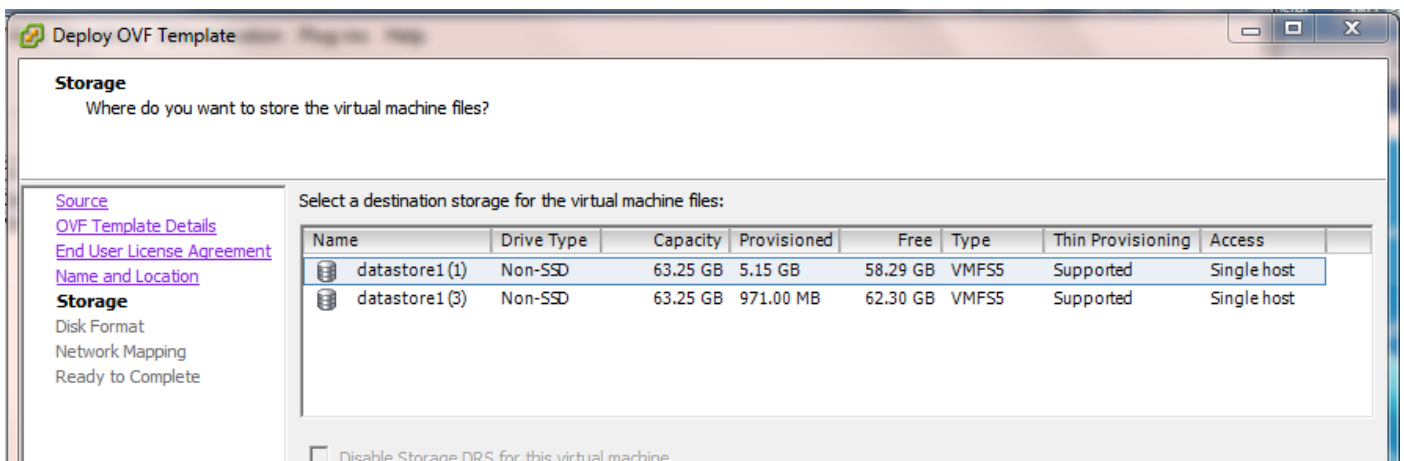 Deploy OVF Template
Storage
Where do you want to store the virtual machine files?
Source
OVF Template Details
End User License Agreement
Name and Location
Storage
Disk Format
Network Mapping
Ready to Complete
Select a destination storage for the virtual machine files:
Name Drive Type Capacity Provisioned Free Type Thin Provisioning Access
datastore1 (1) Non-SSD 63.25 GB 5.15 GB 58.29 GB VMFS5 Supported Single host
datastore1 (3) Non-SSD 63.25 GB 971.00 MB 62.30 GB VMFS5 Supported Single host
Disable Storage DRS for this virtual machine